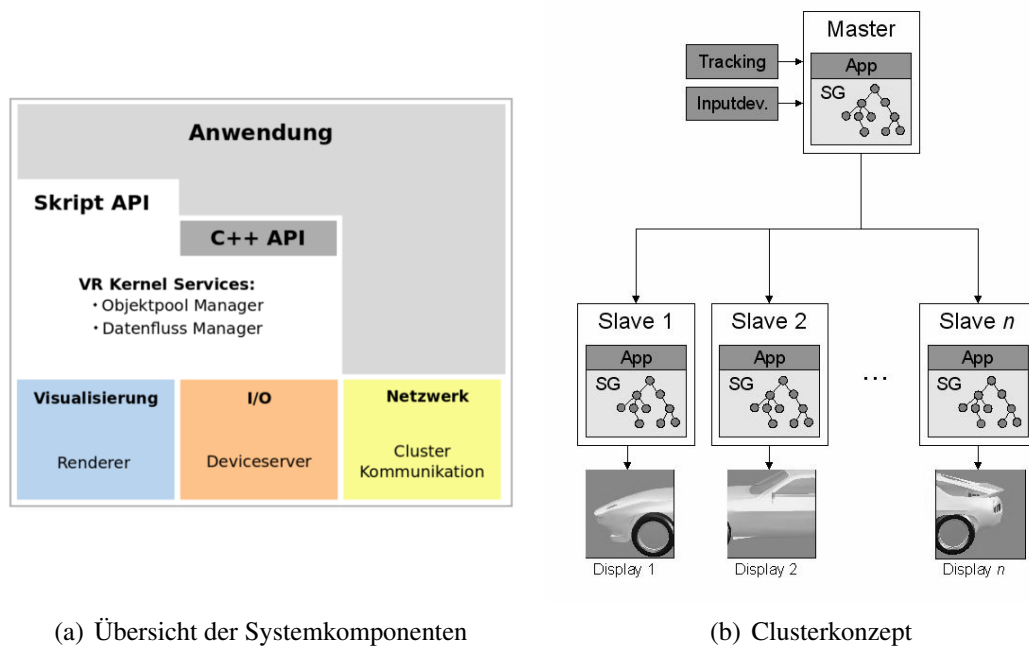 Anwendung
Skript API
C++ API
VR Kernel Services:
· Objektpool Manager
· Datenfluss Manager
Visualisierung
Renderer
I/O
Deviceserver
Netzwerk
Cluster
Kommunikation
(a) Übersicht der Systemkomponenten
Master
Tracking
Inputdev.
App
SG
Slave 1
App
SG
Display 1
Slave 2
App
SG
Display 2
...
Slave n
App
SG
Display n
(b) Clusterkonzept